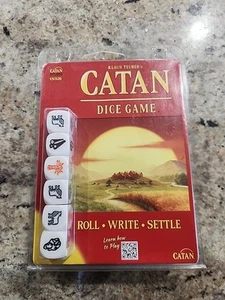 KLAUS TEUBER'S
CATAN
DICE GAME
ROLL • WRITE • SETTLE
Learn how
to Play
CATAN
CATAN